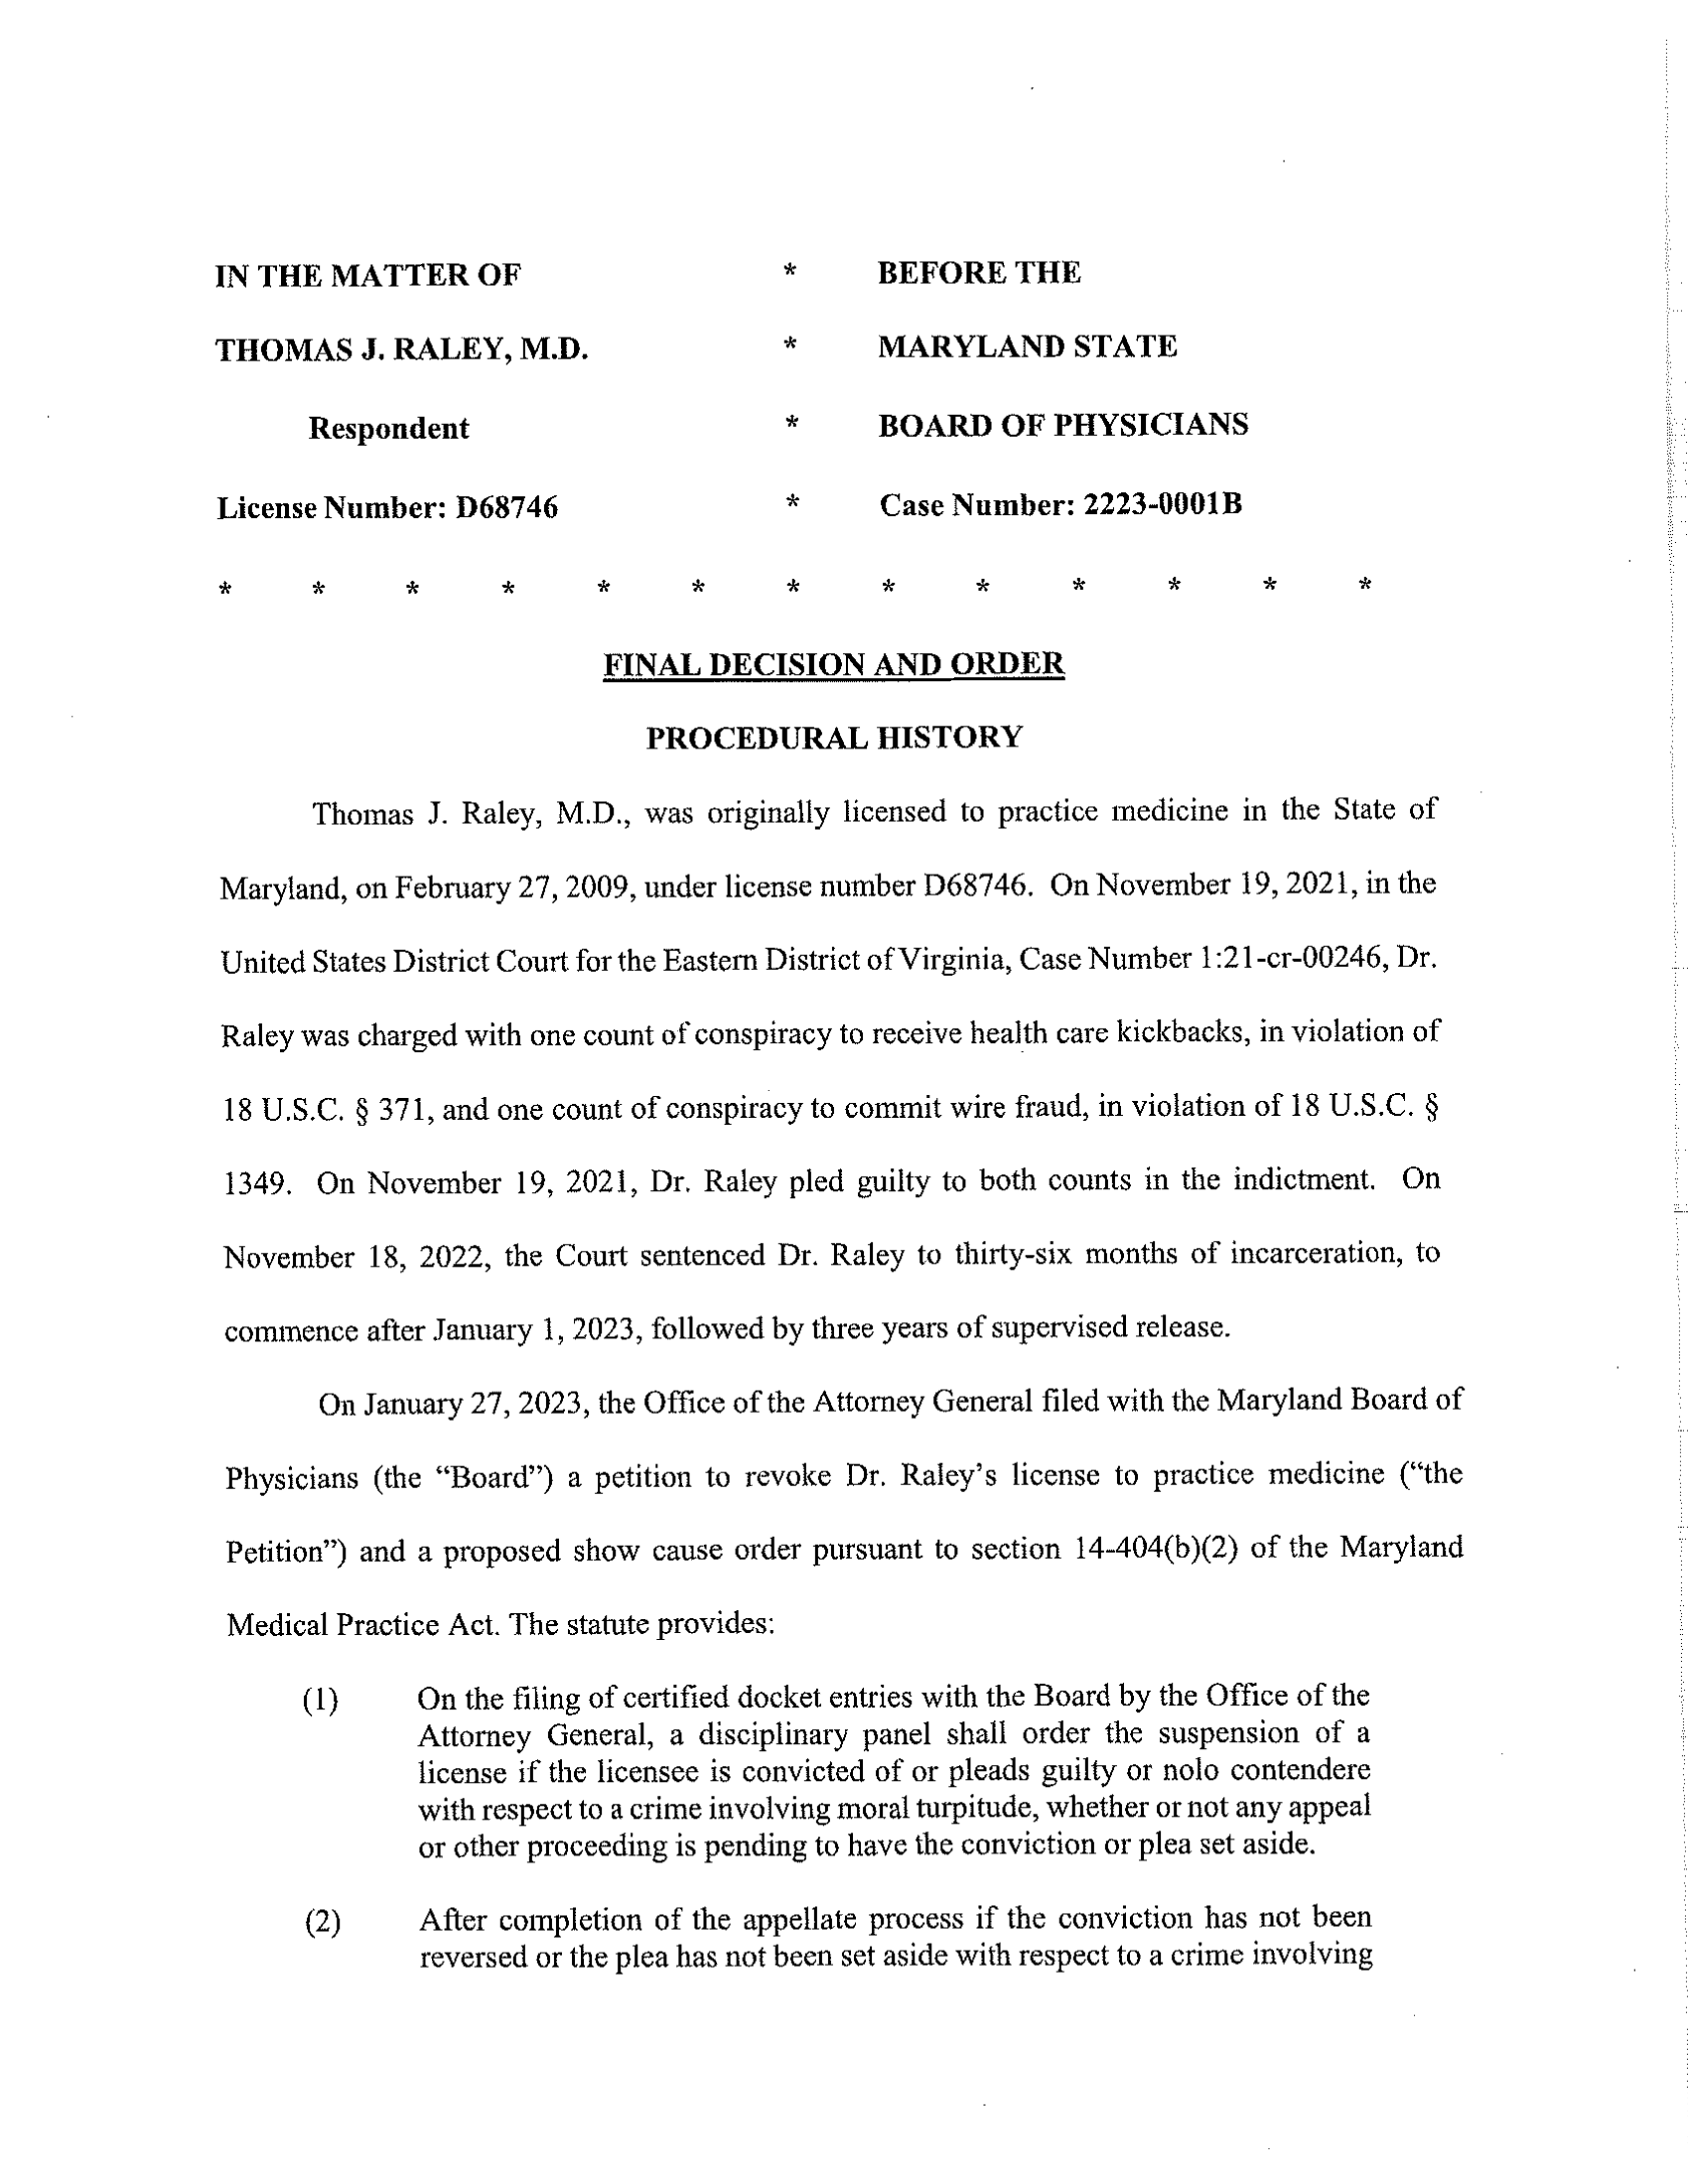 IN THE MATTER OF * BEFORE THE
THOMAS J. RALEY, M.D. * MARYLAND STATE
Respondent * BOARD OF PHYSICIANS
License Number: D68746 * Case Number: 2223-0001B
* * * * * * * * * * * * *
FINAL DECISION AND ORDER
PROCEDURAL HISTORY
Thomas J. Raley, M.D., was originally licensed to practice medicine in the State of
Maryland, on February 27, 2009, under license number D68746. On November 19, 2021, in the
United States District Court for the Eastern District of Virginia, Case Number 1:21-cr-00246, Dr.
Raley was charged with one count of conspiracy to receive health care kickbacks, in violation of
18 U.S.C. § 371, and one count of conspiracy to commit wire fraud, in violation of 18 U.S.C. §
1349. On November 19, 2021, Dr. Raley pled guilty to both counts in the indictment. On
November 18, 2022, the Court sentenced Dr. Raley to thirty-six months of incarceration, to
commence after January 1, 2023, followed by three years of supervised release.
On January 27, 2023, the Office of the Attorney General filed with the Maryland Board of
Physicians (the “Board”) a petition to revoke Dr. Raley’s license to practice medicine (“the
Petition”) and a proposed show cause order pursuant to section 14-404(b)(2) of the Maryland
Medical Practice Act. The statute provides:
(1) On the filing of certified docket entries with the Board by the Office of the
Attorney General, a disciplinary panel shall order the suspension of a
license if the licensee is convicted of or pleads guilty or nolo contendere
with respect to a crime involving moral turpitude, whether or not any appeal
or other proceeding is pending to have the conviction or plea set aside.
(2) After completion of the appellate process if the conviction has not been
reversed or the plea has not been set aside with respect to a crime involving